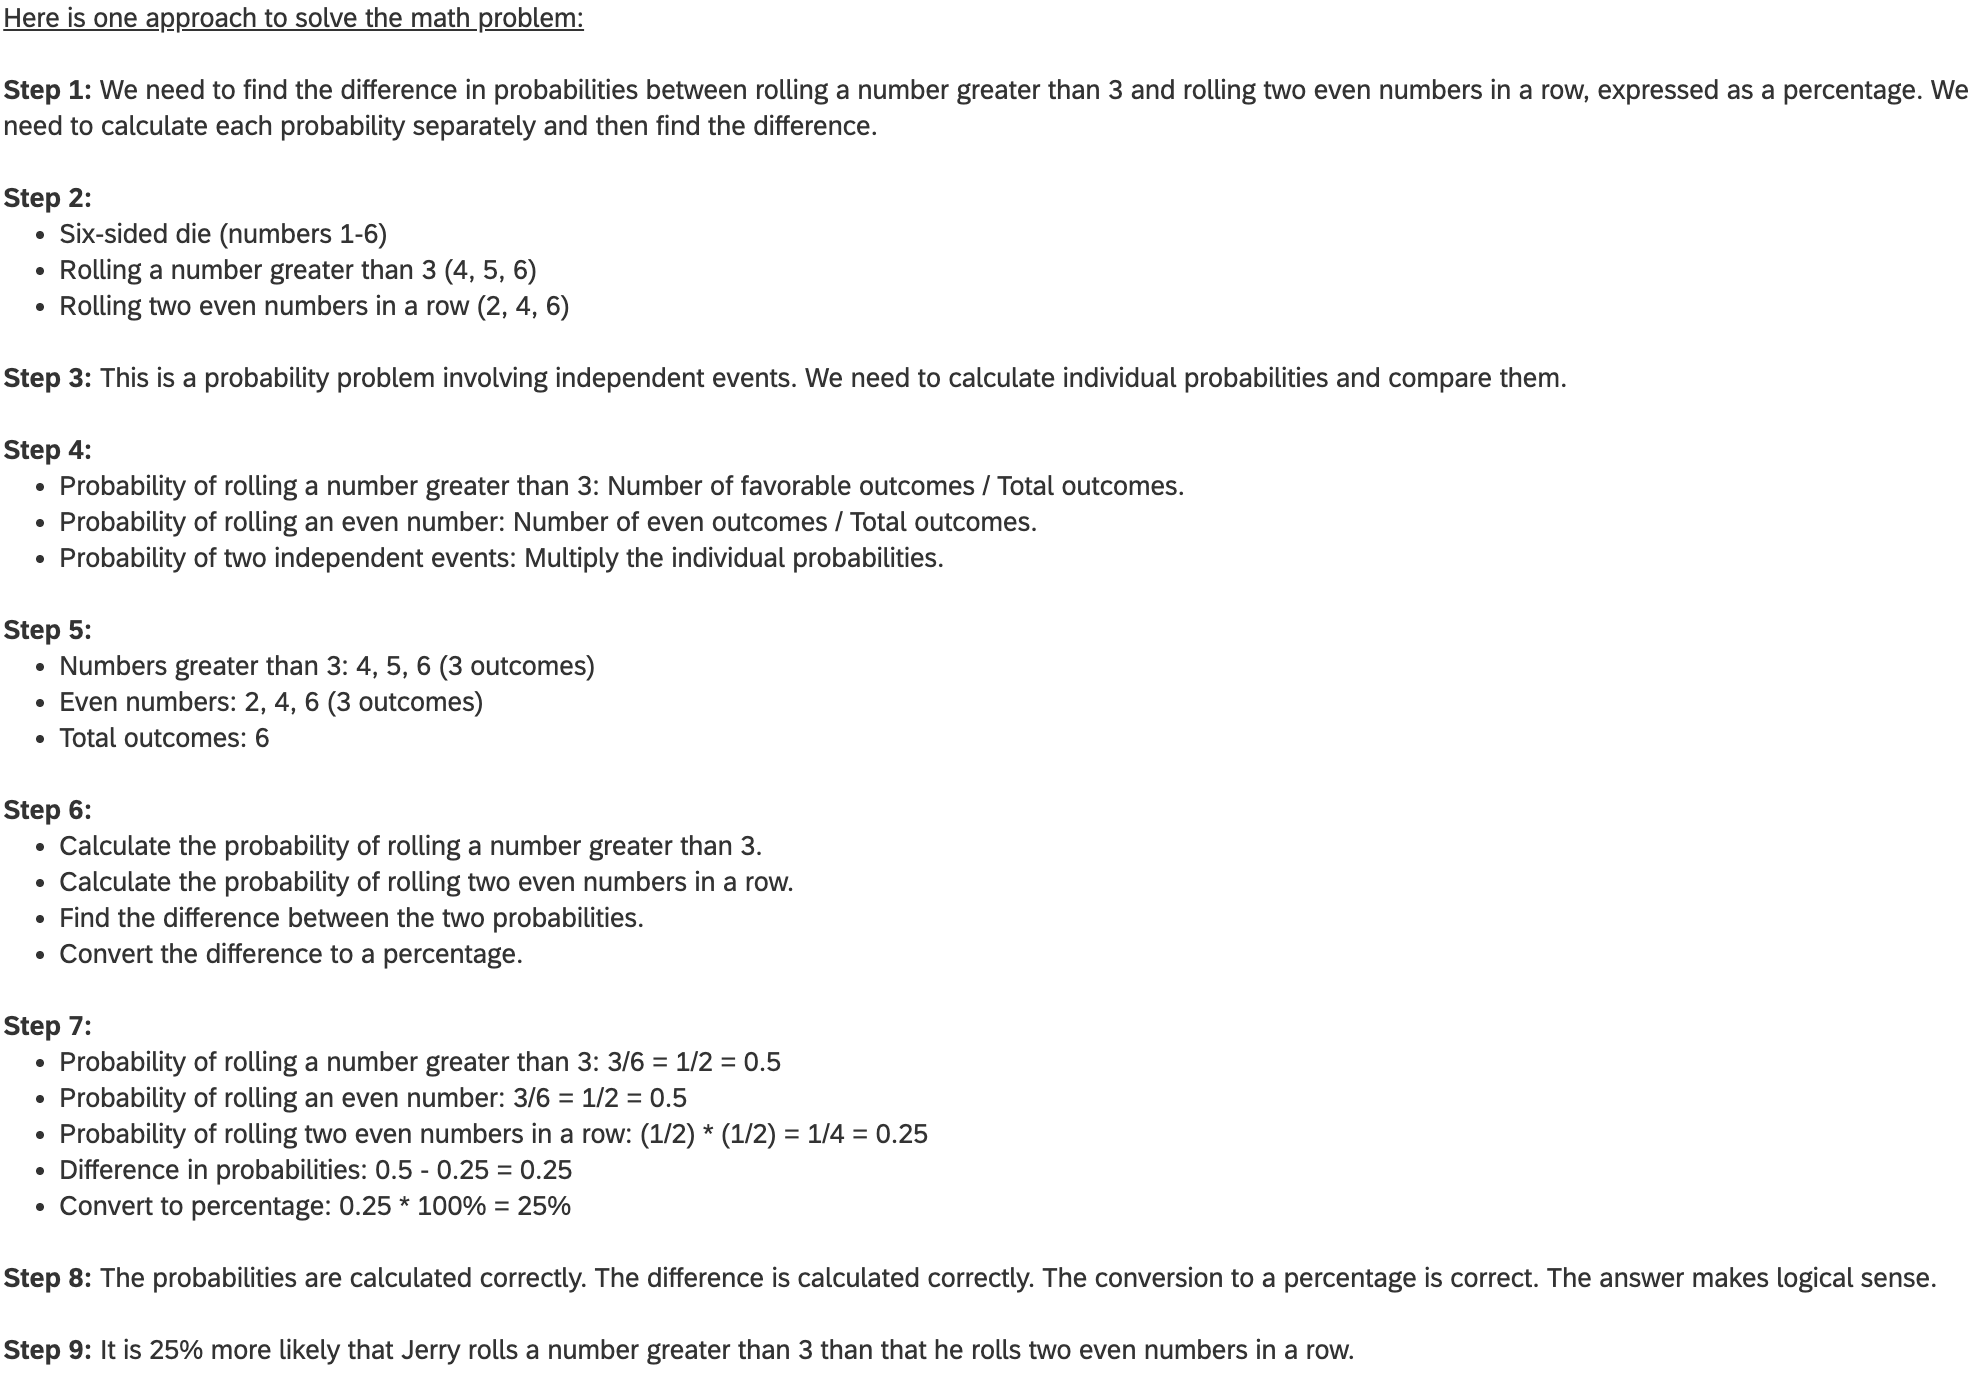 Here is one approach to solve the math problem:
Step 1: We need to find the difference in probabilities between rolling a number greater than 3 and rolling two even numbers in a row, expressed as a percentage. We
need to calculate each probability separately and then find the difference.
Step 2:
• Six-sided die (numbers 1-6)
• Rolling a number greater than 3 (4, 5, 6)
• Rolling two even numbers in a row (2, 4, 6)
Step 3: This is a probability problem involving independent events. We need to calculate individual probabilities and compare them.
Step 4:
• Probability of rolling a number greater than 3: Number of favorable outcomes / Total outcomes.
• Probability of rolling an even number: Number of even outcomes / Total outcomes.
• Probability of two independent events: Multiply the individual probabilities.
Step 5:
• Numbers greater than 3: 4, 5, 6 (3 outcomes)
• Even numbers: 2, 4, 6 (3 outcomes)
• Total outcomes: 6
Step 6:
• Calculate the probability of rolling a number greater than 3.
• Calculate the probability of rolling two even numbers in a row.
• Find the difference between the two probabilities.
• Convert the difference to a percentage.
Step 7:
• Probability of rolling a number greater than 3: 3/6 = 1/2 = 0.5
• Probability of rolling an even number: 3/6 = 1/2 = 0.5
• Probability of rolling two even numbers in a row: (1/2) * (1/2) = 1/4 = 0.25
• Difference in probabilities: 0.5 - 0.25 = 0.25
• Convert to percentage: 0.25 * 100% = 25%
Step 8: The probabilities are calculated correctly. The difference is calculated correctly. The conversion to a percentage is correct. The answer makes logical sense.
Step 9: It is 25% more likely that Jerry rolls a number greater than 3 than that he rolls two even numbers in a row.